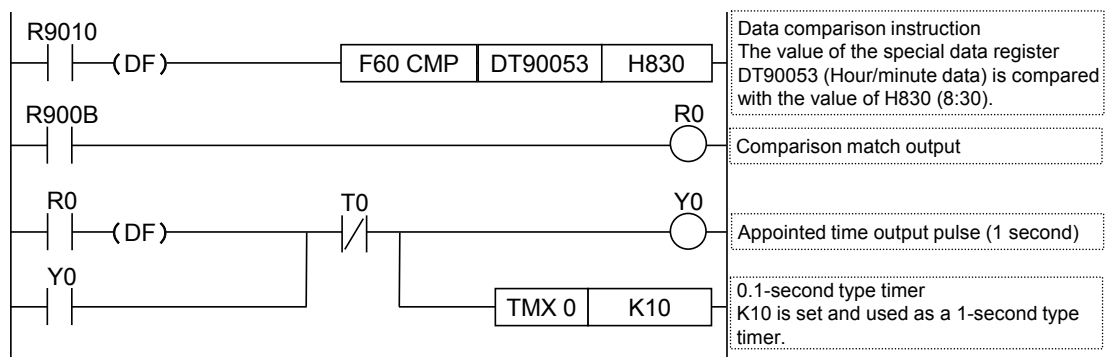 R9010
(DF)
F60 CMP DT90053 H830
Data comparison instruction
The value of the special data register
DT90053 (Hour/minute data) is compared
with the value of H830 (8:30).
R900B
R0
Comparison match output
R0
(DF)
T0
Y0
Appointed time output pulse (1 second)
Y0
TMX 0 K10
0.1-second type timer
K10 is set and used as a 1-second type
timer.